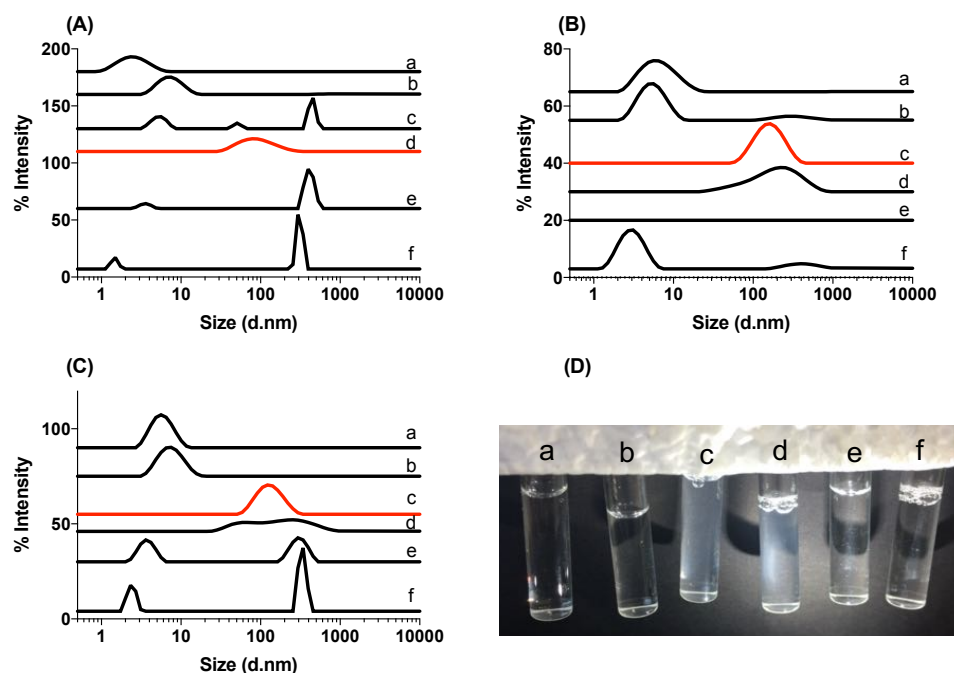 (A)
200
150
100
50
0
% Intensity
a
b
c
d
e
f
1
10
100
1000
10000
Size (d.nm)
(B)
80
60
40
20
0
% Intensity
a
b
c
d
e
f
1
10
100
1000
10000
Size (d.nm)
(C)
100
50
0
% Intensity
a
b
c
d
e
f
1
10
100
1000
10000
Size (d.nm)
(D)
a b c d e f